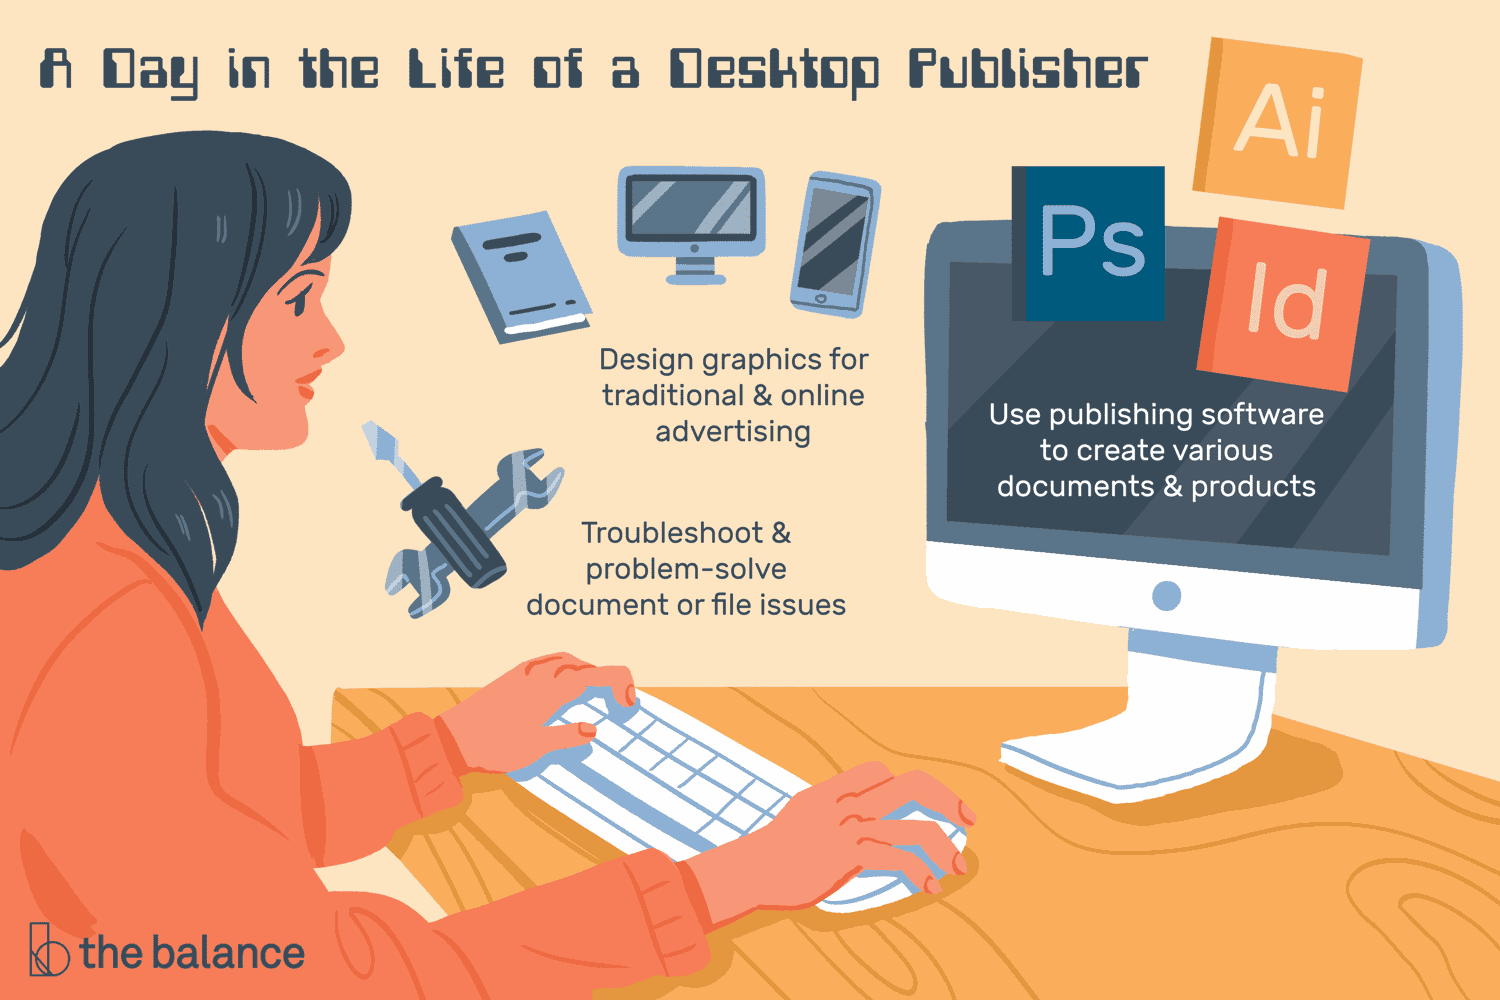 A Day in the Life of a Desktop Publisher
Ai
Ps
Id
Design graphics for
traditional & online
advertising
Use publishing software
to create various
documents & products
Troubleshoot &
problem-solve
document or file issues
the balance